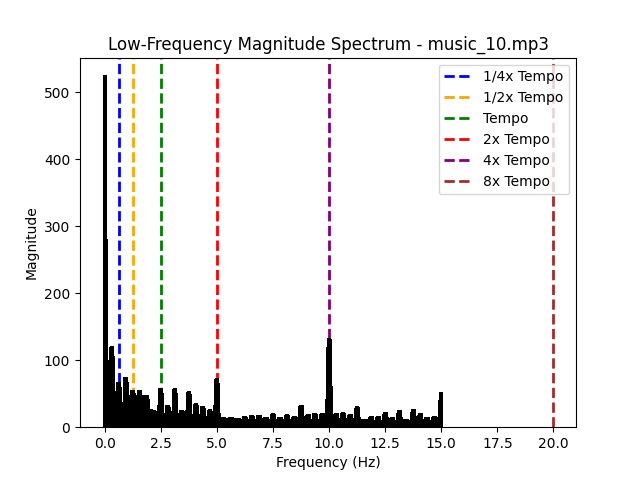 Low-Frequency Magnitude Spectrum - music_10.mp3
1/4x Tempo
1/2x Tempo
Tempo
2x Tempo
4x Tempo
8x Tempo
Magnitude
500
400
300
200
100
0
0.0 2.5 5.0 7.5 10.0 12.5 15.0 17.5 20.0
Frequency (Hz)